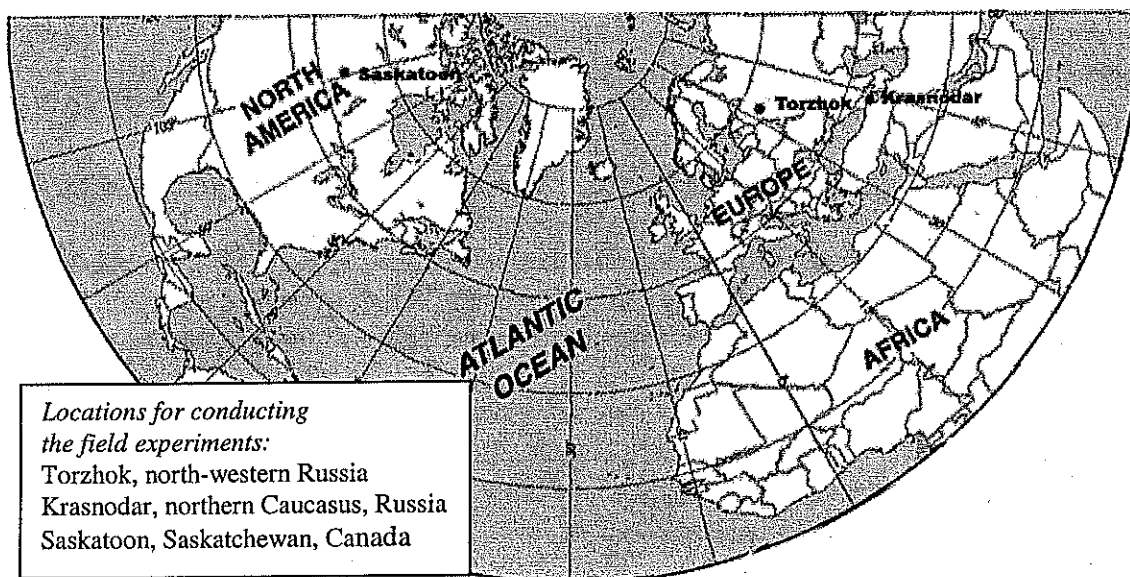 NORTH
AMERICA
Saskatoon
Torzhok
Krasnodar
EUROPE
ATLANTIC
OCEAN
AFRICA
Locations for conducting
the field experiments:
Torzhok, north-western Russia
Krasnodar, northern Caucasus, Russia
Saskatoon, Saskatchewan, Canada